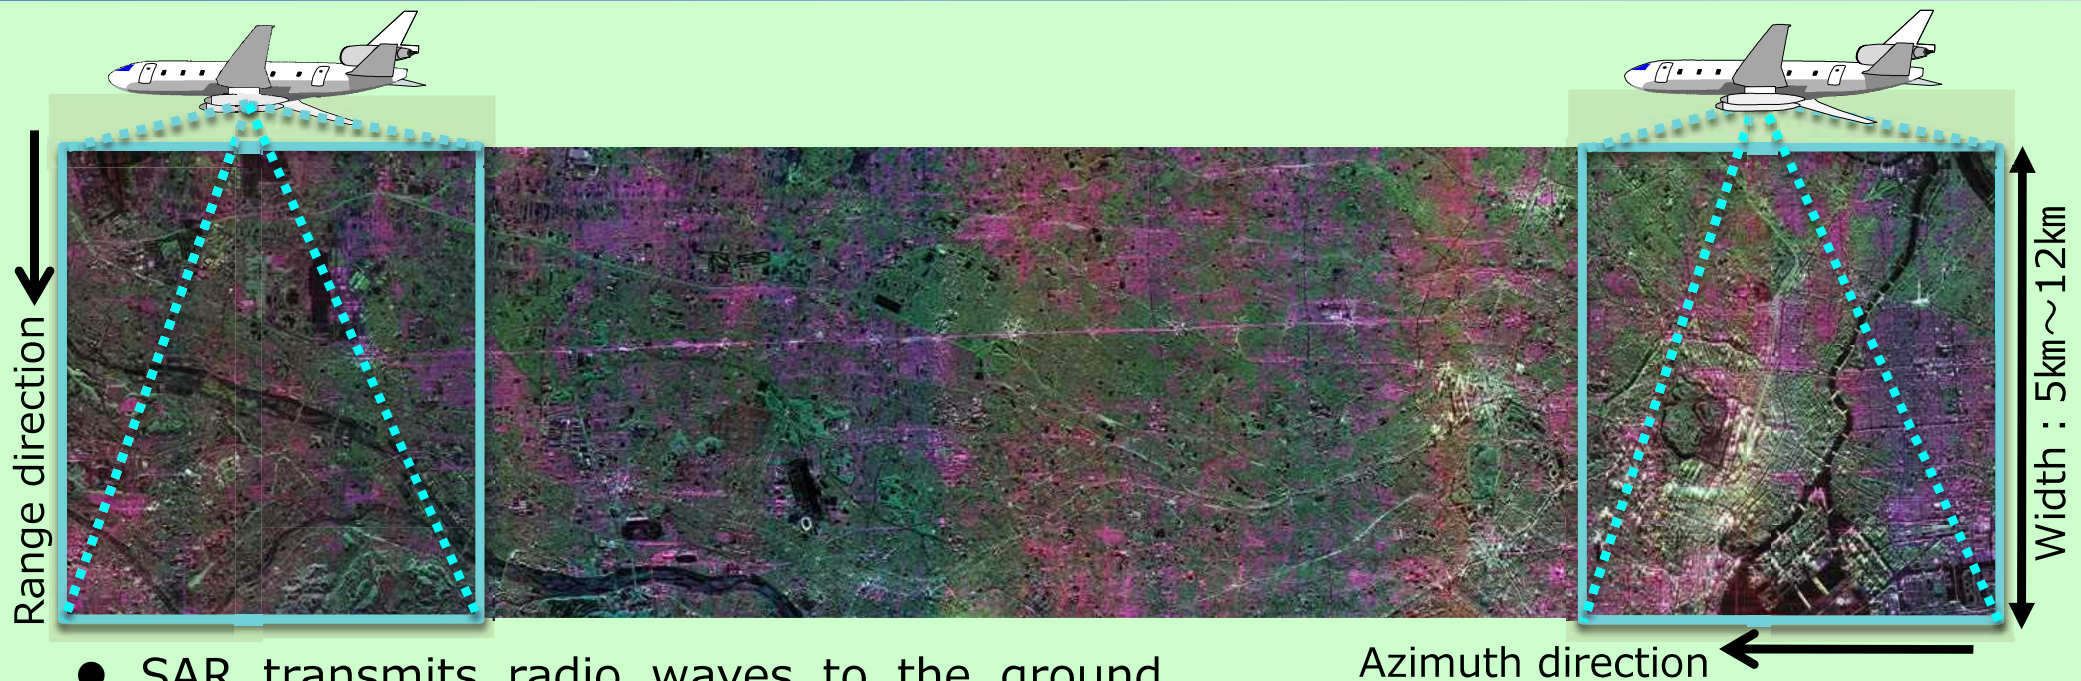 Range direction
Width : 5km～12km
Azimuth direction
● SAR transmits radio waves to the ground